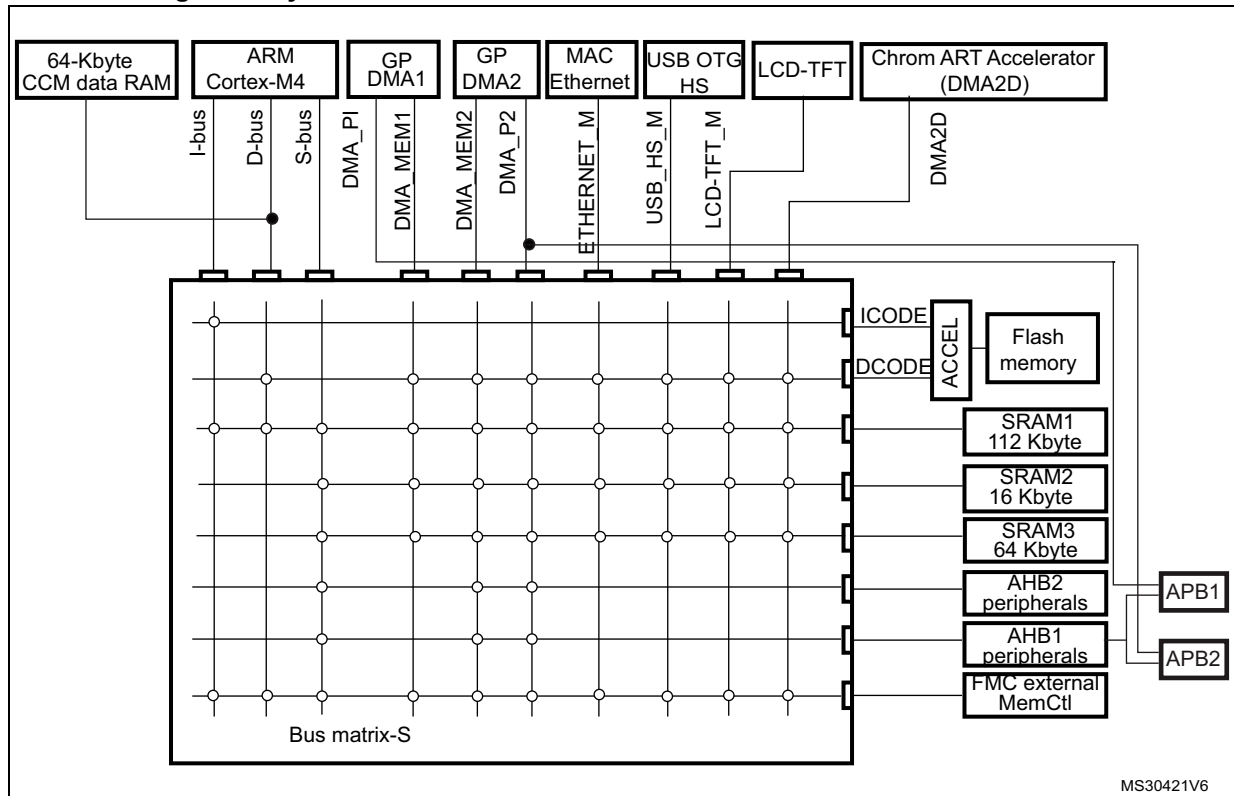 64-Kbyte
CCM data RAM
ARM
Cortex-M4
GP
DMA1
GP
DMA2
MAC
Ethernet
USB OTG
HS
LCD-TFT
Chrom ART Accelerator
(DMA2D)
I-bus
D-bus
S-bus
DMA_PI
DMA_MEM1
DMA_MEM2
DMA_P2
ETHERNET_M
USB_HS_M
LCD-TFT_M
DMA2D
ICODE
DCODE
ACCEL
Flash
memory
SRAM1
112 Kbyte
SRAM2
16 Kbyte
SRAM3
64 Kbyte
AHB2
peripherals
AHB1
peripherals
FMC external
MemCtl
APB1
APB2
Bus matrix-S
MS30421V6